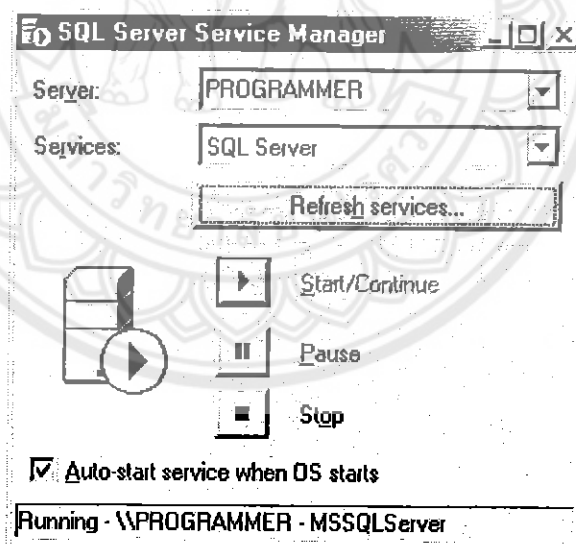 SQL Server Service Manager
Server: PROGRAMMER
Services: SQL Server
Refresh services...
Start/Continue
Pause
Stop
Auto-start service when OS starts
Running - \\PROGRAMMER - MSSQLServer